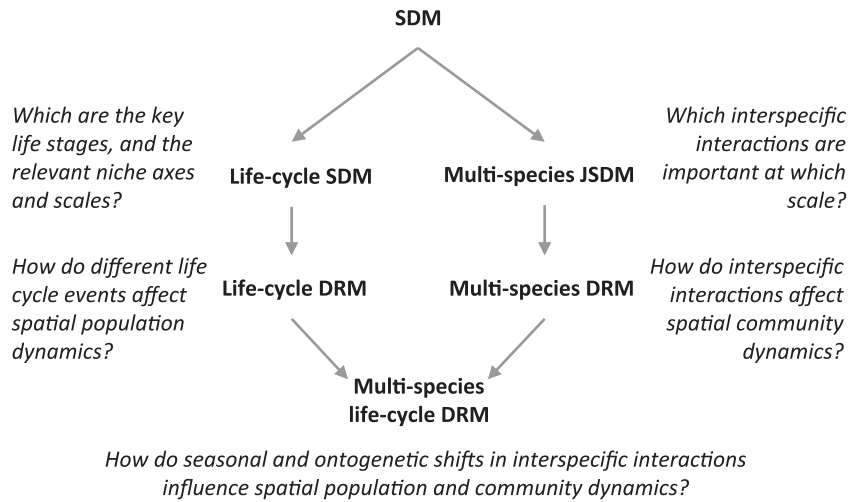 SDM
Which are the key
life stages, and the
relevant niche axes
and scales?
Life-cycle SDM
Multi-species JSDM
Which interspecific
interactions are
important at which
scale?
How do different life
cycle events affect
spatial population
dynamics?
Life-cycle DRM
Multi-species DRM
How do interspecific
interactions affect
spatial community
dynamics?
Multi-species
life-cycle DRM
How do seasonal and ontogenetic shifts in interspecific interactions
influence spatial population and community dynamics?